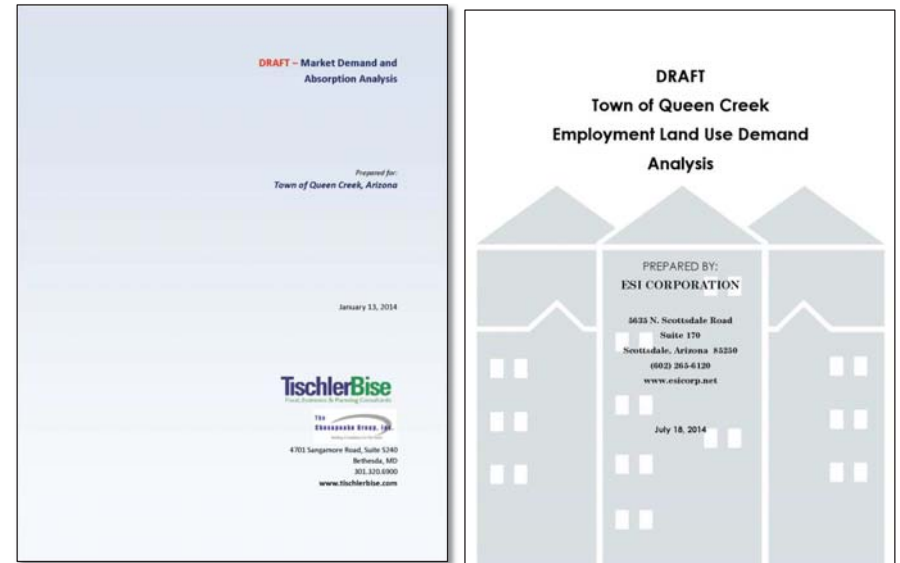 DRAFT – Market Demand and
Absorption Analysis
Prepared for:
Town of Queen Creek, Arizona
January 13, 2014
TischlerBise
Fiscal, Economic & Planning Consultants
The
Chesapeake Group, Inc.
4701 Sangamore Road, Suite S240
Bethesda, MD
301.320.6900
www.tischlerbise.com
DRAFT
Town of Queen Creek
Employment Land Use Demand
Analysis
PREPARED BY:
ESI CORPORATION
5635 N. Scottsdale Road
Suite 170
Scottsdale, Arizona 85250
(602) 265-6120
www.esicorp.net
July 18, 2014